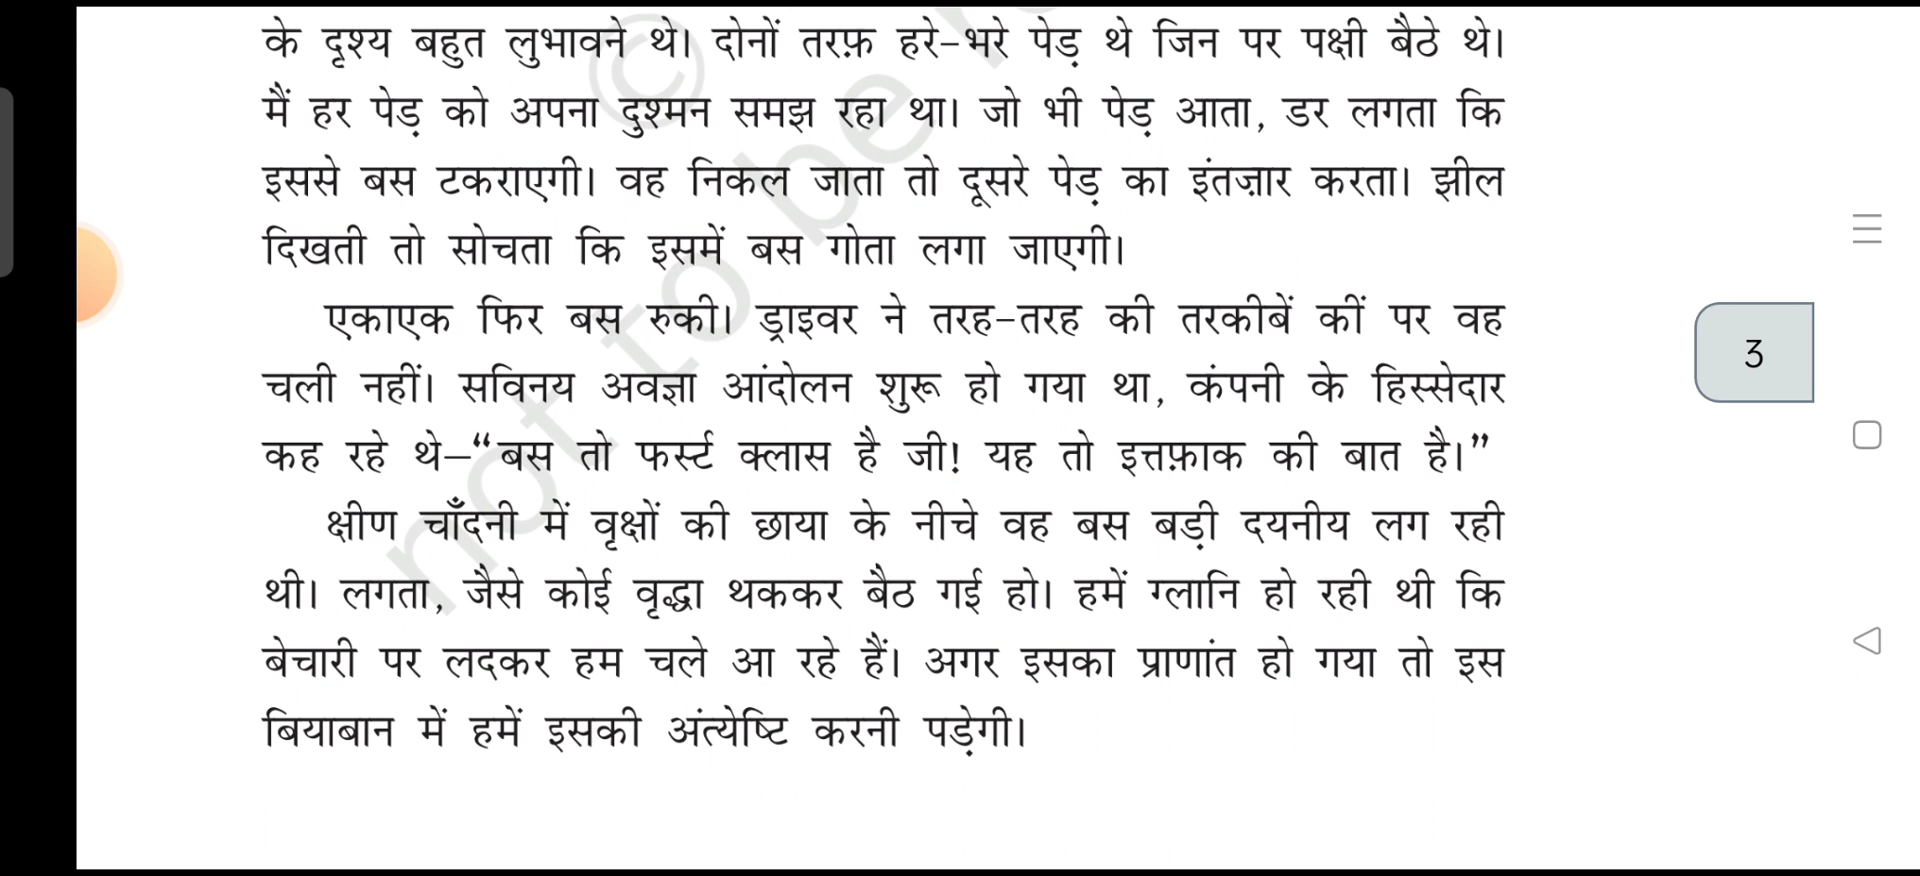 के दृश्य बहुत लुभावने थे। दोनों तरफ़ हरे-भरे पेड़ थे जिन पर पक्षी बैठे थे।
मैं हर पेड़ को अपना दुश्मन समझ रहा था। जो भी पेड़ आता, डर लगता कि
इससे बस टकराएगी। वह निकल जाता तो दूसरे पेड़ का इंतज़ार करता। झील
दिखती तो सोचता कि इसमें बस गोता लगा जाएगी।
एकाएक फिर बस रुकी। ड्राइवर ने तरह-तरह की तरकीबें कीं पर वह
चली नहीं। सविनय अवज्ञा आंदोलन शुरू हो गया था, कंपनी के हिस्सेदार
कह रहे थे—“बस तो फर्स्ट क्लास है जी! यह तो इत्तफ़ाक की बात है।”
क्षीण चाँदनी में वृक्षों की छाया के नीचे वह बस बड़ी दयनीय लग रही
थी। लगता, जैसे कोई वृद्धा थककर बैठ गई हो। हमें ग्लानि हो रही थी कि
बेचारी पर लदकर हम चले आ रहे हैं। अगर इसका प्राणांत हो गया तो इस
बियाबान में हमें इसकी अंत्येष्टि करनी पड़ेगी।
3
© not to be r